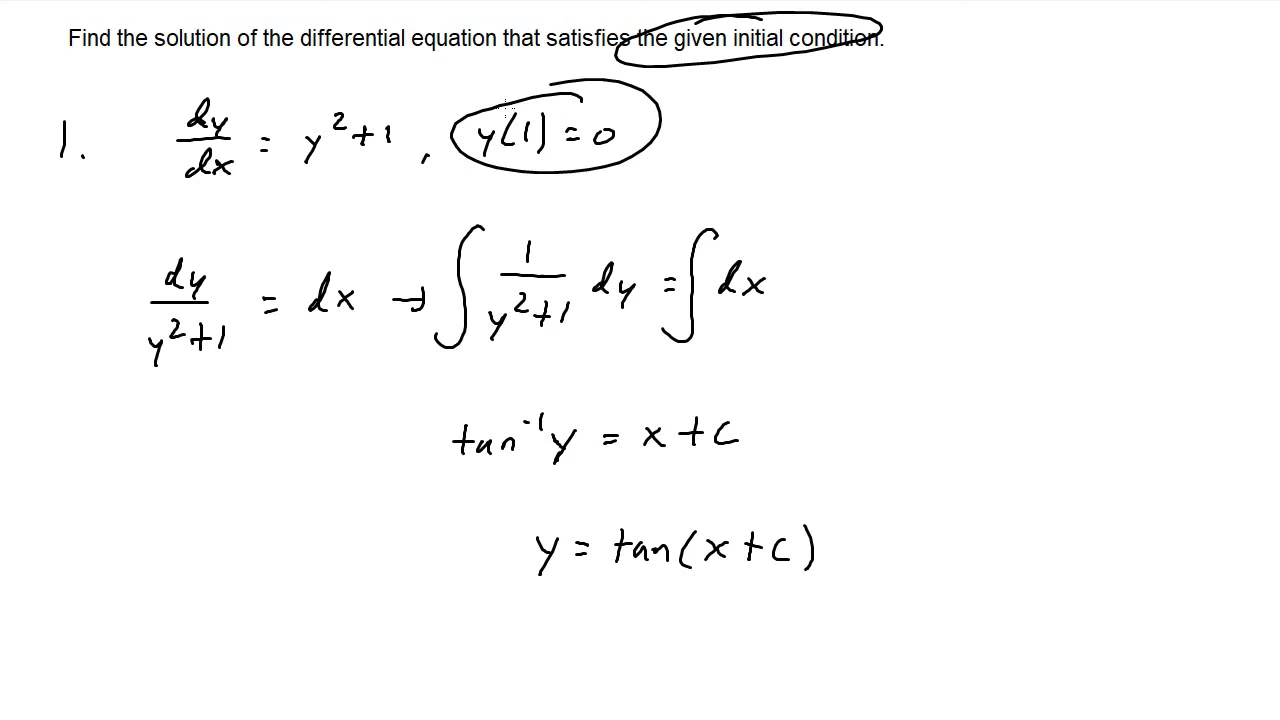 Find the solution of the differential equation that satisfies the given initial condition.
1. dy/dx = y²+1, y(1)=0
dy/y²+1 = dx → ∫ 1/y²+1 dy = ∫ dx
tan⁻¹y = x+c
y = tan(x+c)